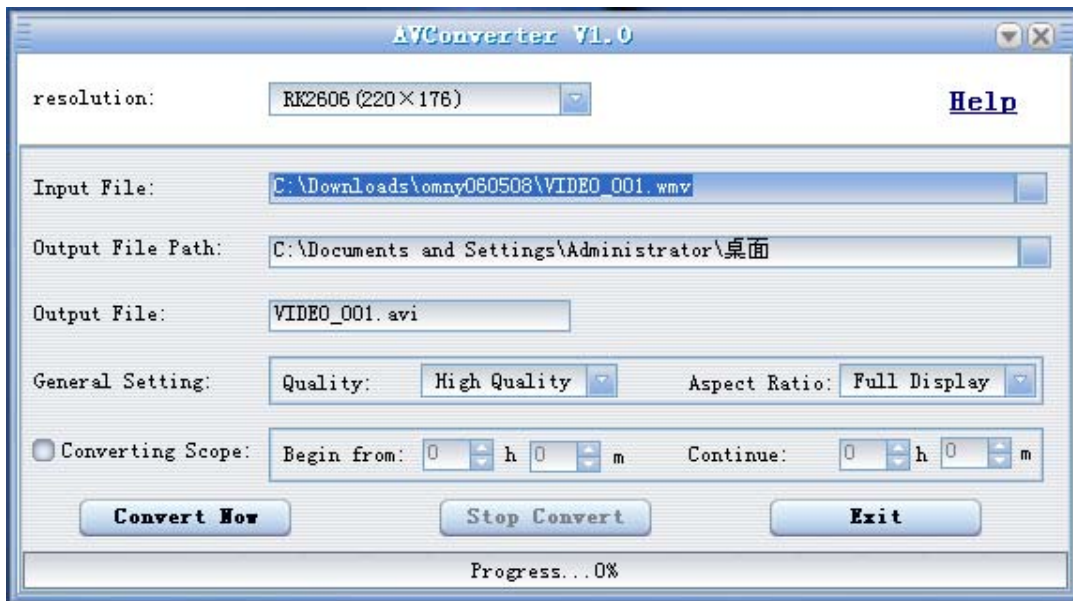 AVConverter V1.0
resolution: RK2606(220×176) Help
Input File: C:\Downloads\omny060508\VIDEO_001.wmv
Output File Path: C:\Documents and Settings\Administrator\桌面
Output File: VIDEO_001.avi
General Setting: Quality: High Quality Aspect Ratio: Full Display
Converting Scope: Begin from: 0 h 0 m Continue: 0 h 0 m
Convert Now Stop Convert Exit
Progress...0%